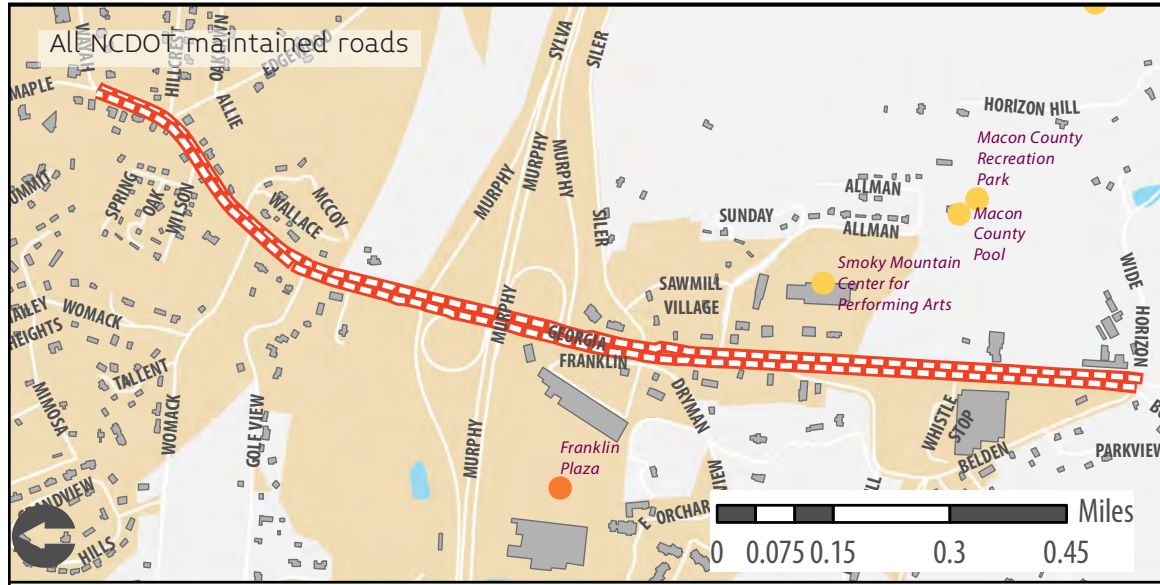 All NCDOT maintained roads
MAPLE
HILLCREST
EDGEWOOD
ALLIE
SYLVA
SILER
HORIZON HILL
Macon County
Recreation
Park
Macon
County
Pool
ALLMAN
ALLMAN
SUNDAY
SPRING
OAK
WILSON
WALLACE
MCCOY
MURPHY
MURPHY
MURPHY
SILER
SAWMILL
VILLAGE
Smoky Mountain
Center for
Performing Arts
WIDE
HORIZON
WOMACK
HEIGHTS
TALLENT
MIMOSA
WOMACK
GOLF VIEW
MURPHY
GEORGIA
FRANKLIN
DRYMAN
MURPHY
WHISTLE
STOP
BELDEN
PARKVIEW
Franklin
Plaza
HILLS
E ORCHAR
VIEW
Miles
0 0.075 0.15 0.3 0.45